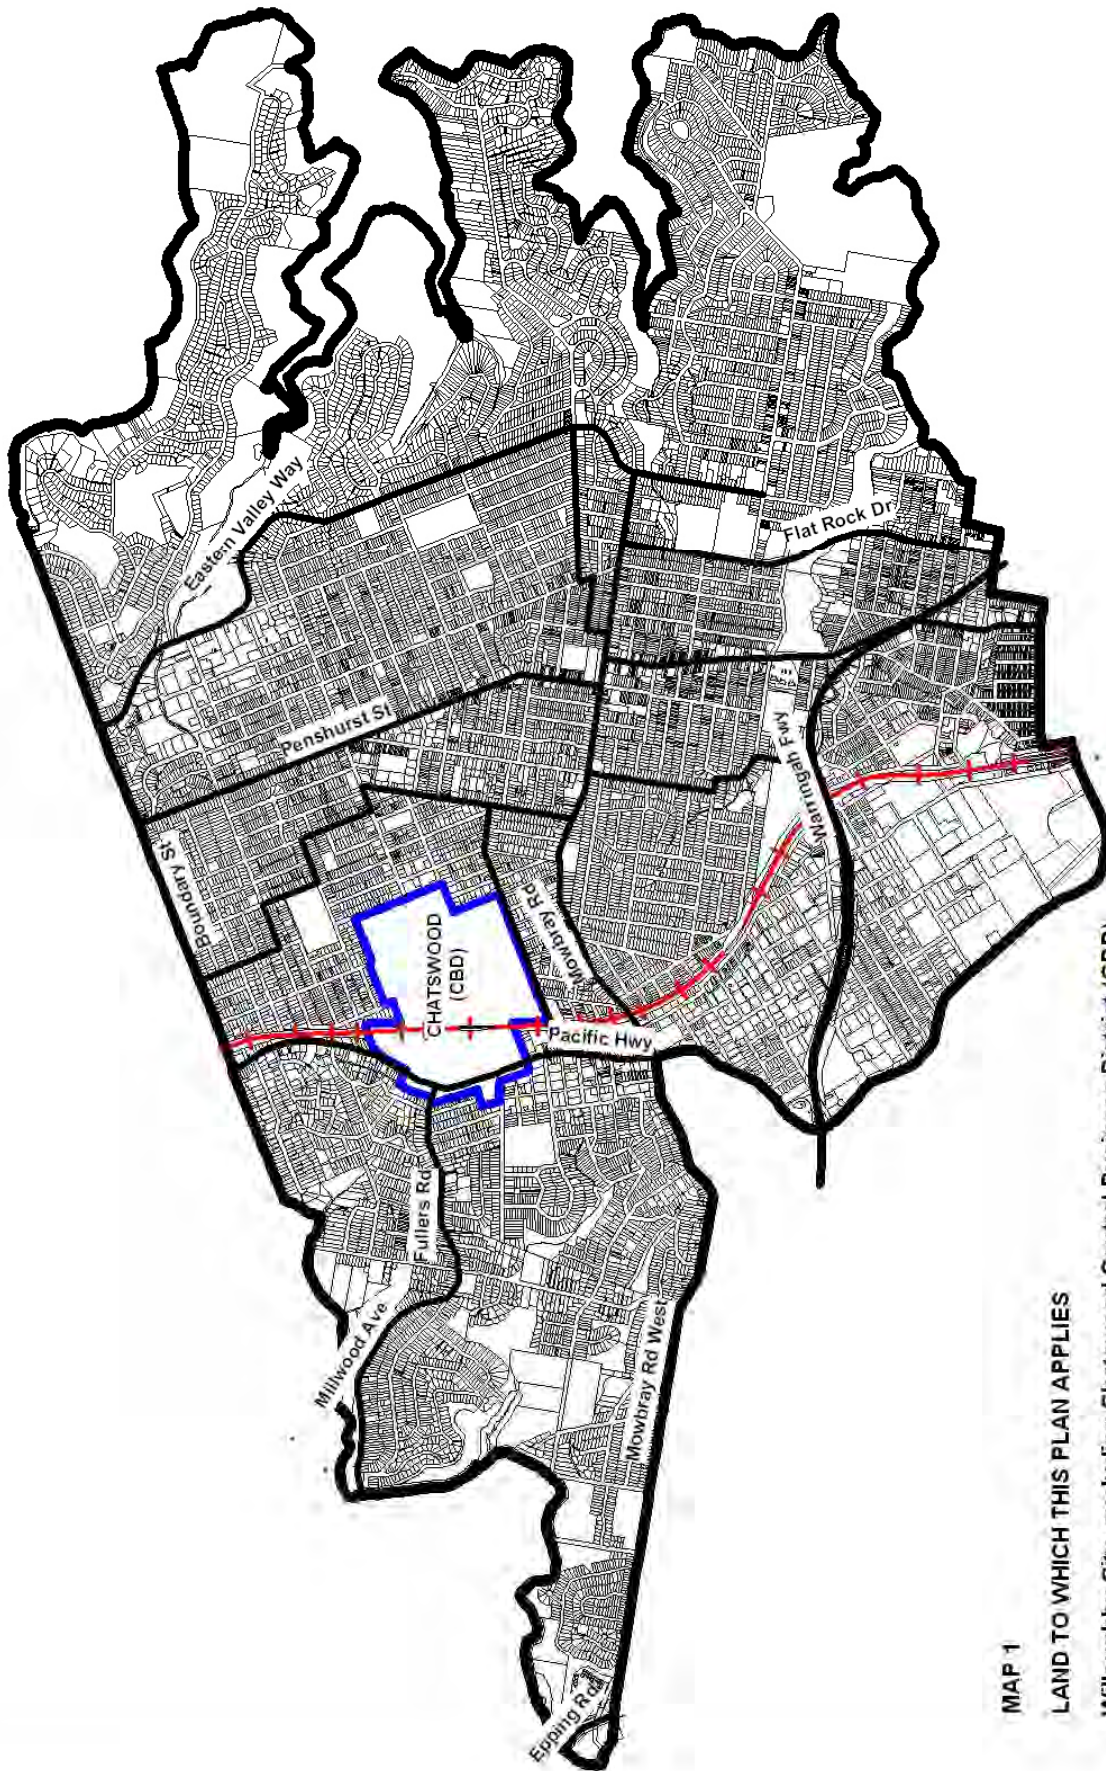 Eastern Valley Way
Penshurst St
Boundary St
Flat Rock Dr
Warringah Fwy
CHATSWOOD
(CBD)
Mowbray Rd
Pacific Hwy
Fullers Rd
Millwood Ave
Mowbray Rd West
Epping Rd
MAP 1
LAND TO WHICH THIS PLAN APPLIES